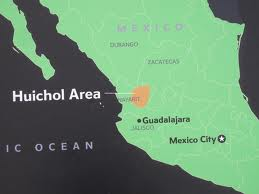 MEXICO
DURANGO
ZACATECAS
Huichol Area
NAYARIT
Guadalajara
JALISCO
Mexico City
IC OCEAN